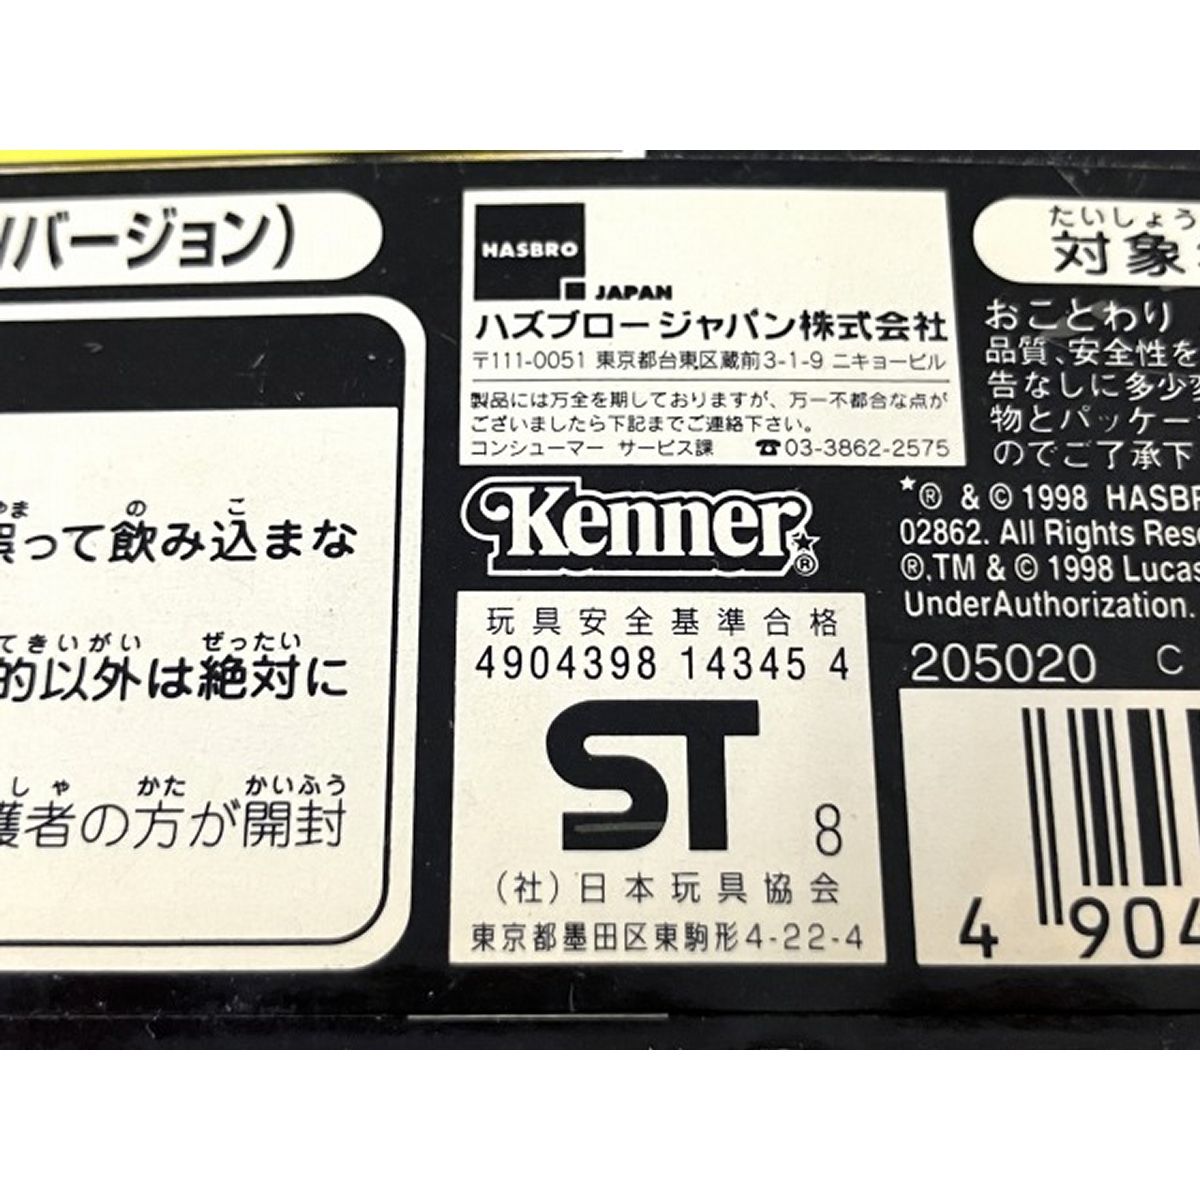 バージョン)
HASBRO
JAPAN
ハズブロージャパン株式会社
〒111-0051 東京都台東区蔵前3-1-9 ニキョービル
製品には万全を期しておりますが、万一不都合な点が
ございましたら下記までご連絡下さい。
コンシューマー サービス課 ☎03-3862-2575
Kenner ★®
玩具安全基準合格
4904398 14345 4
ST
8
(社)日本玩具協会
東京都墨田区東駒形4-22-4
やま の こ
誤って飲み込まな
てきいがい ぜったい
的以外は絶対に
しゃ かた かいふう
護者の方が開封
たいしょう
対象
おことわり
品質、安全性を
告なしに多少変
物とパッケー
のでご了承下
★® & © 1998 HASBR
02862. All Rights Rese
®.TM & © 1998 Lucas
UnderAuthorization.
205020 C
4 904